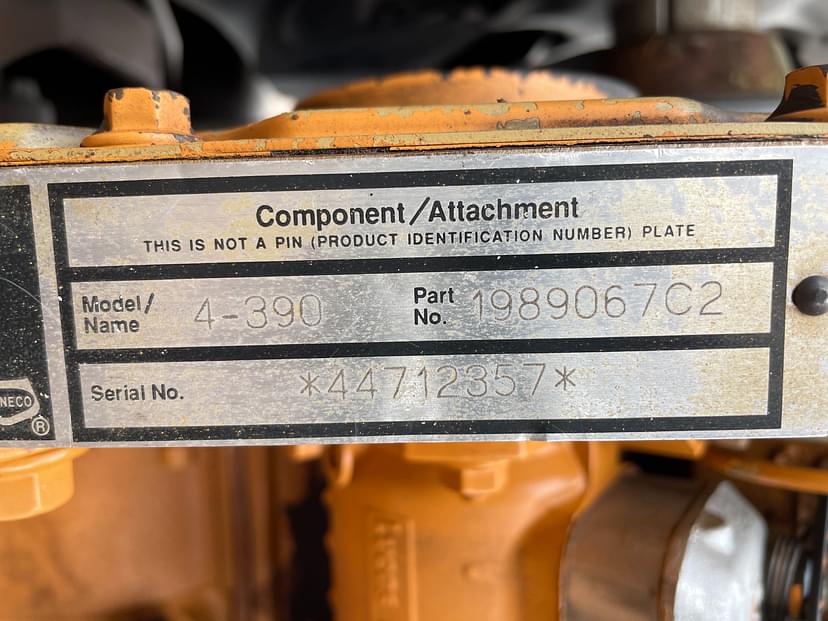 Component/Attachment
THIS IS NOT A PIN (PRODUCT IDENTIFICATION NUMBER) PLATE
Model/Name 4-390 Part No. 1989067C2
Serial No. *44712357*
NECO
®